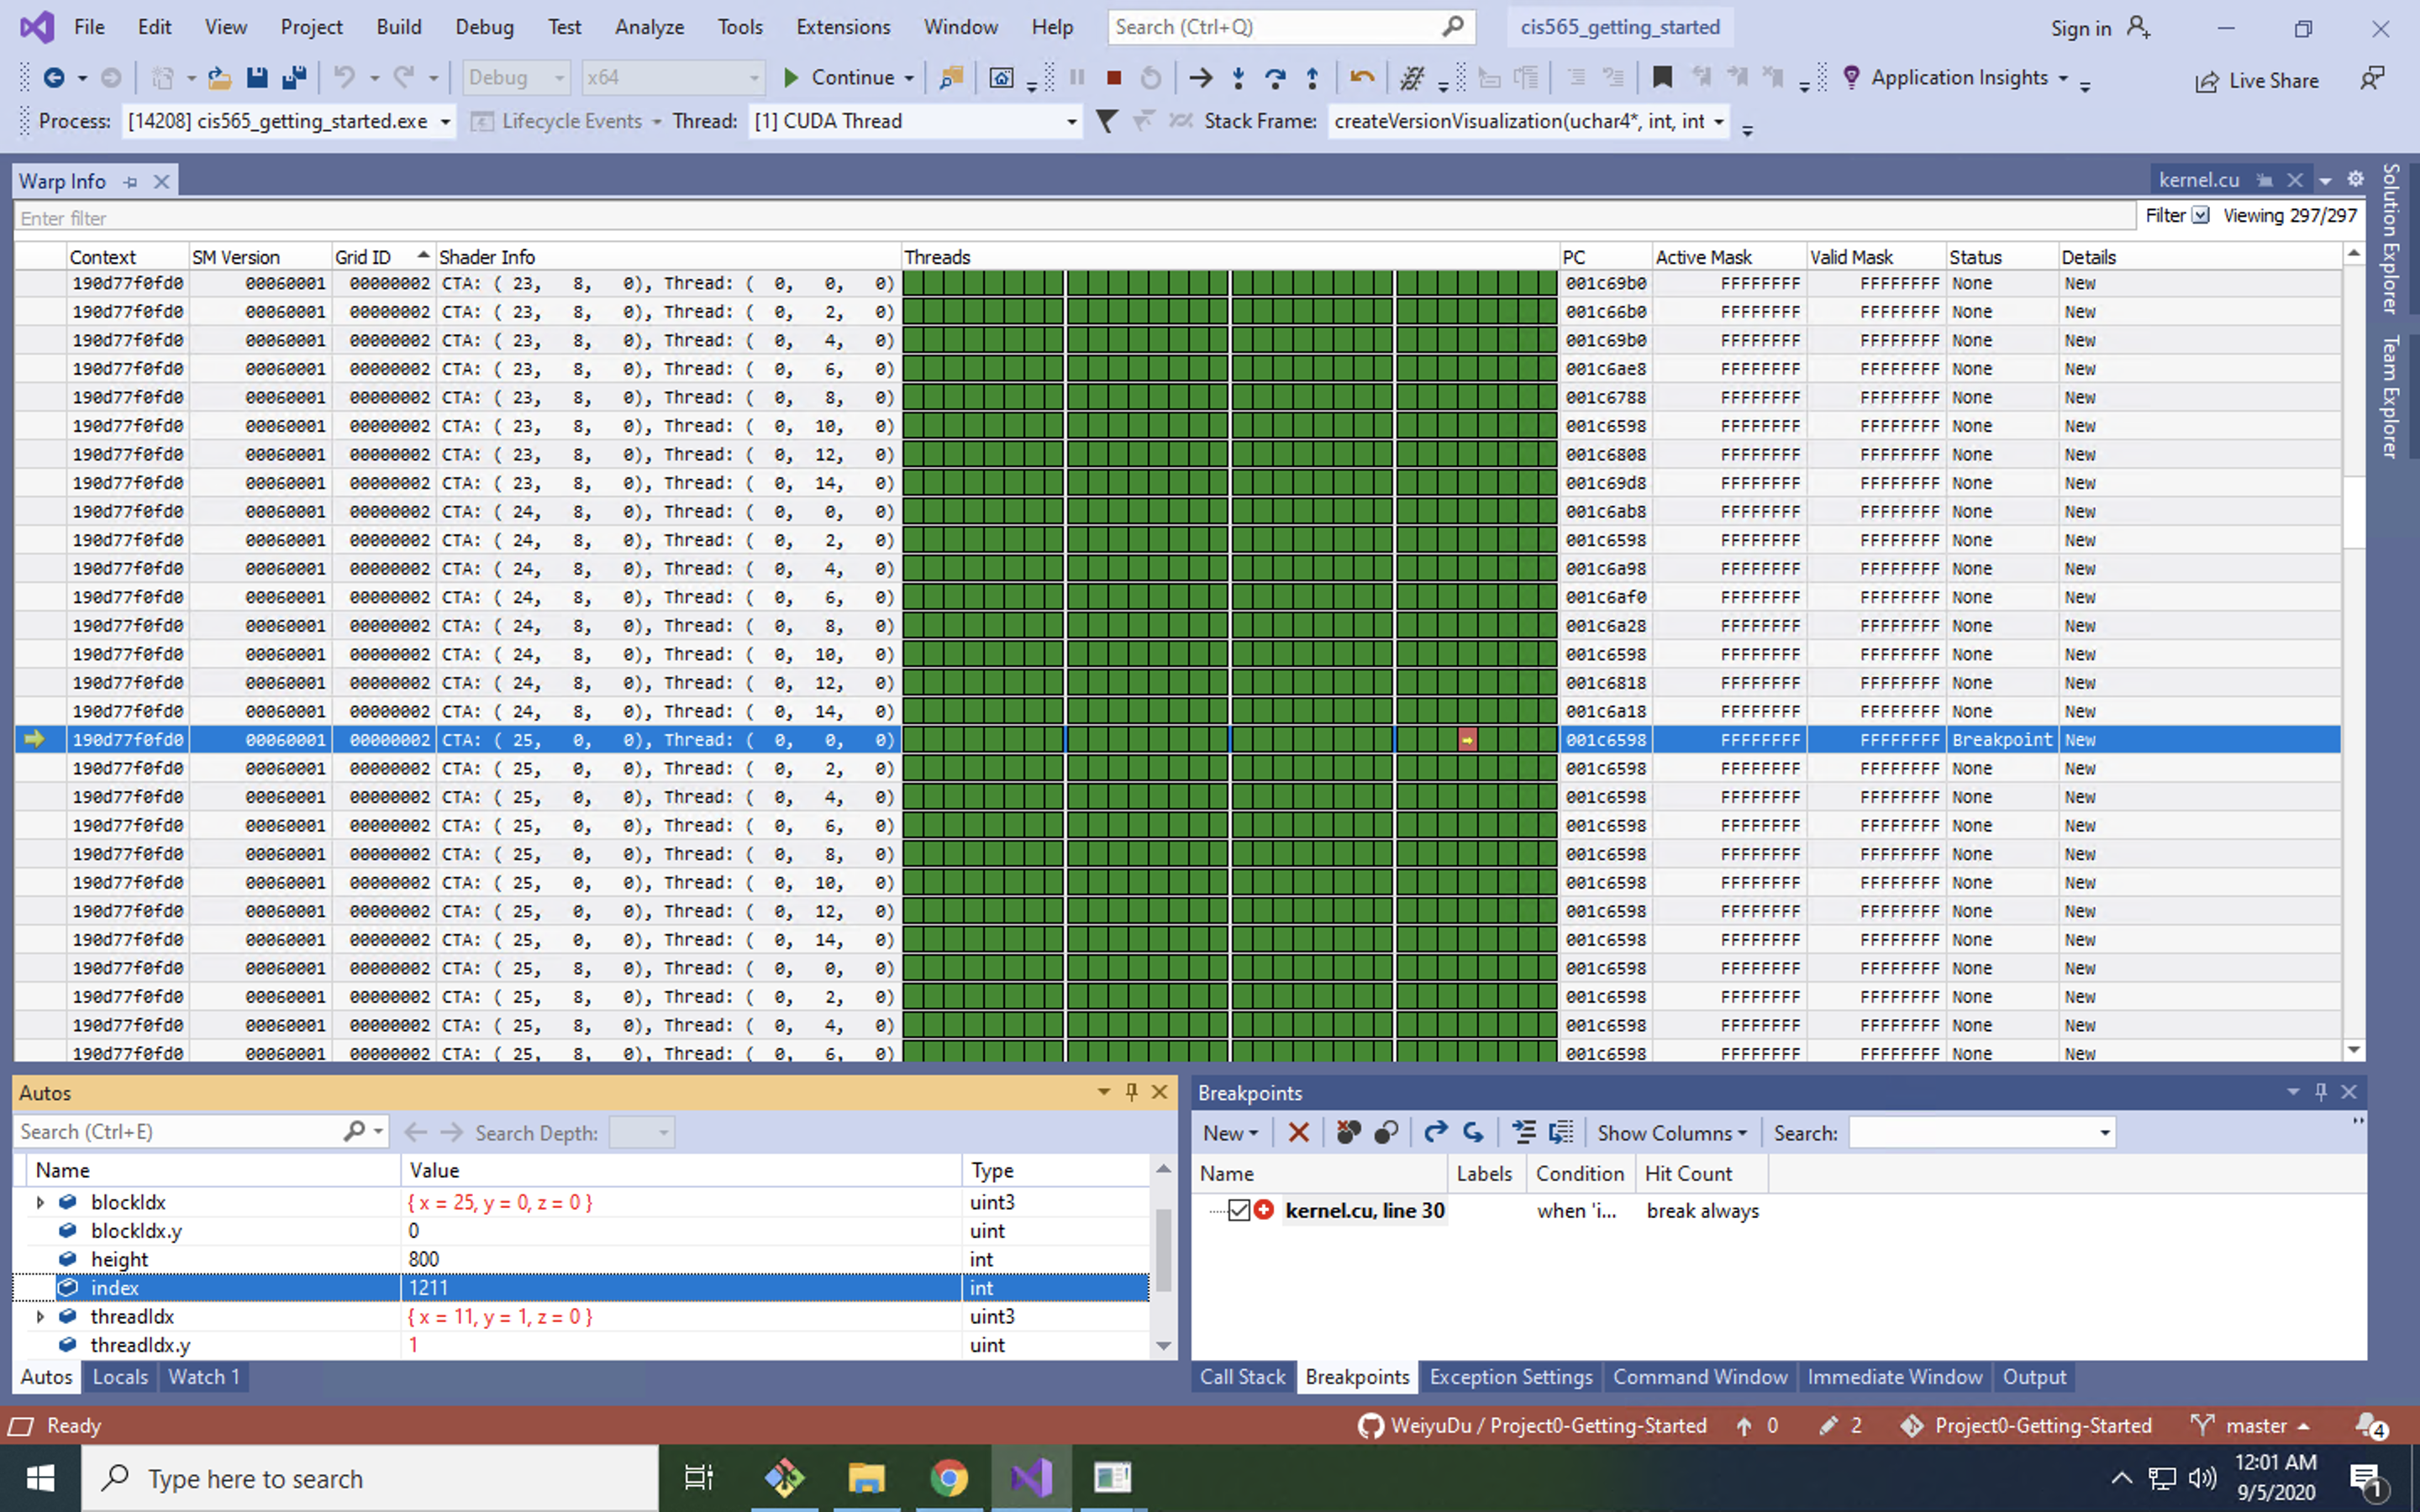 File Edit View Project Build Debug Test Analyze Tools Extensions Window Help Search (Ctrl+Q) cis565_getting_started Sign in
Debug x64 Continue Application Insights Live Share
Process: [14208] cis565_getting_started.exe Lifecycle Events Thread: [1] CUDA Thread Stack Frame: createVersionVisualization(uchar4*, int, int
Warp Info kernel.cu
Enter filter Filter Viewing 297/297
Context SM Version Grid ID Shader Info Threads PC Active Mask Valid Mask Status Details
190d77f0fd0 00060001 00000002 CTA: ( 23, 8, 0), Thread: ( 0, 0, 0) 001c69b0 FFFFFFFF FFFFFFFF None New
190d77f0fd0 00060001 00000002 CTA: ( 23, 8, 0), Thread: ( 0, 2, 0) 001c66b0 FFFFFFFF FFFFFFFF None New
190d77f0fd0 00060001 00000002 CTA: ( 23, 8, 0), Thread: ( 0, 4, 0) 001c69b0 FFFFFFFF FFFFFFFF None New
190d77f0fd0 00060001 00000002 CTA: ( 23, 8, 0), Thread: ( 0, 6, 0) 001c6ae8 FFFFFFFF FFFFFFFF None New
190d77f0fd0 00060001 00000002 CTA: ( 23, 8, 0), Thread: ( 0, 8, 0) 001c6788 FFFFFFFF FFFFFFFF None New
190d77f0fd0 00060001 00000002 CTA: ( 23, 8, 0), Thread: ( 0, 10, 0) 001c6598 FFFFFFFF FFFFFFFF None New
190d77f0fd0 00060001 00000002 CTA: ( 23, 8, 0), Thread: ( 0, 12, 0) 001c6808 FFFFFFFF FFFFFFFF None New
190d77f0fd0 00060001 00000002 CTA: ( 23, 8, 0), Thread: ( 0, 14, 0) 001c69d8 FFFFFFFF FFFFFFFF None New
190d77f0fd0 00060001 00000002 CTA: ( 24, 8, 0), Thread: ( 0, 0, 0) 001c6ab8 FFFFFFFF FFFFFFFF None New
190d77f0fd0 00060001 00000002 CTA: ( 24, 8, 0), Thread: ( 0, 2, 0) 001c6598 FFFFFFFF FFFFFFFF None New
190d77f0fd0 00060001 00000002 CTA: ( 24, 8, 0), Thread: ( 0, 4, 0) 001c6a98 FFFFFFFF FFFFFFFF None New
190d77f0fd0 00060001 00000002 CTA: ( 24, 8, 0), Thread: ( 0, 6, 0) 001c6af0 FFFFFFFF FFFFFFFF None New
190d77f0fd0 00060001 00000002 CTA: ( 24, 8, 0), Thread: ( 0, 8, 0) 001c6a28 FFFFFFFF FFFFFFFF None New
190d77f0fd0 00060001 00000002 CTA: ( 24, 8, 0), Thread: ( 0, 10, 0) 001c6598 FFFFFFFF FFFFFFFF None New
190d77f0fd0 00060001 00000002 CTA: ( 24, 8, 0), Thread: ( 0, 12, 0) 001c6818 FFFFFFFF FFFFFFFF None New
190d77f0fd0 00060001 00000002 CTA: ( 24, 8, 0), Thread: ( 0, 14, 0) 001c6a18 FFFFFFFF FFFFFFFF None New
190d77f0fd0 00060001 00000002 CTA: ( 25, 0, 0), Thread: ( 0, 0, 0) 001c6598 FFFFFFFF FFFFFFFF Breakpoint New
190d77f0fd0 00060001 00000002 CTA: ( 25, 0, 0), Thread: ( 0, 2, 0) 001c6598 FFFFFFFF FFFFFFFF None New
190d77f0fd0 00060001 00000002 CTA: ( 25, 0, 0), Thread: ( 0, 4, 0) 001c6598 FFFFFFFF FFFFFFFF None New
190d77f0fd0 00060001 00000002 CTA: ( 25, 0, 0), Thread: ( 0, 6, 0) 001c6598 FFFFFFFF FFFFFFFF None New
190d77f0fd0 00060001 00000002 CTA: ( 25, 0, 0), Thread: ( 0, 8, 0) 001c6598 FFFFFFFF FFFFFFFF None New
190d77f0fd0 00060001 00000002 CTA: ( 25, 0, 0), Thread: ( 0, 10, 0) 001c6598 FFFFFFFF FFFFFFFF None New
190d77f0fd0 00060001 00000002 CTA: ( 25, 0, 0), Thread: ( 0, 12, 0) 001c6598 FFFFFFFF FFFFFFFF None New
190d77f0fd0 00060001 00000002 CTA: ( 25, 0, 0), Thread: ( 0, 14, 0) 001c6598 FFFFFFFF FFFFFFFF None New
190d77f0fd0 00060001 00000002 CTA: ( 25, 8, 0), Thread: ( 0, 0, 0) 001c6598 FFFFFFFF FFFFFFFF None New
190d77f0fd0 00060001 00000002 CTA: ( 25, 8, 0), Thread: ( 0, 2, 0) 001c6598 FFFFFFFF FFFFFFFF None New
190d77f0fd0 00060001 00000002 CTA: ( 25, 8, 0), Thread: ( 0, 4, 0) 001c6598 FFFFFFFF FFFFFFFF None New
190d77f0fd0 00060001 00000002 CTA: ( 25, 8, 0), Thread: ( 0, 6, 0) 001c6598 FFFFFFFF FFFFFFFF None New
Solution Explorer
Team Explorer
Autos
Search (Ctrl+E) Search Depth:
Name Value Type
blockIdx { x = 25, y = 0, z = 0 } uint3
blockIdx.y 0 uint
height 800 int
index 1211 int
threadIdx { x = 11, y = 1, z = 0 } uint3
threadIdx.y 1 uint
Autos Locals Watch 1
Breakpoints
New Show Columns Search:
Name Labels Condition Hit Count
kernel.cu, line 30 when 'i... break always
Call Stack Breakpoints Exception Settings Command Window Immediate Window Output
Ready WeiyuDu / Project0-Getting-Started 0 2 Project0-Getting-Started master 4
Type here to search 12:01 AM
9/5/2020 1